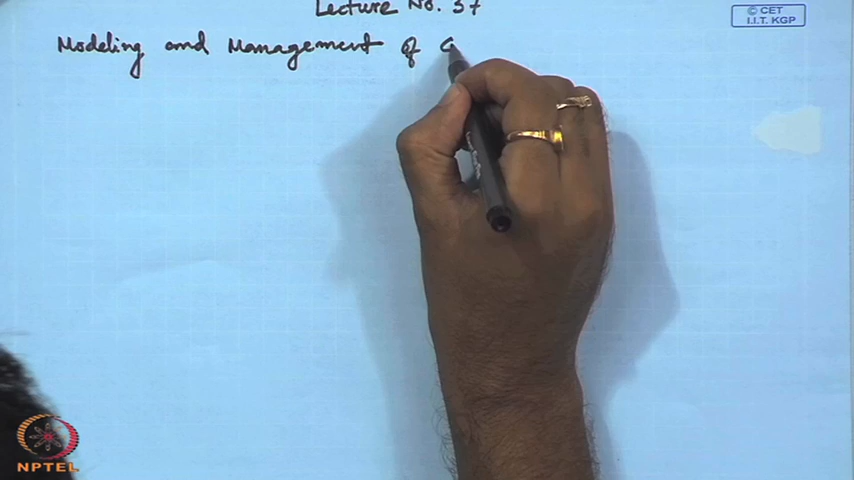 Lecture No. 37
© CET
I.I.T. KGP
Modeling and Management of
NPTEL